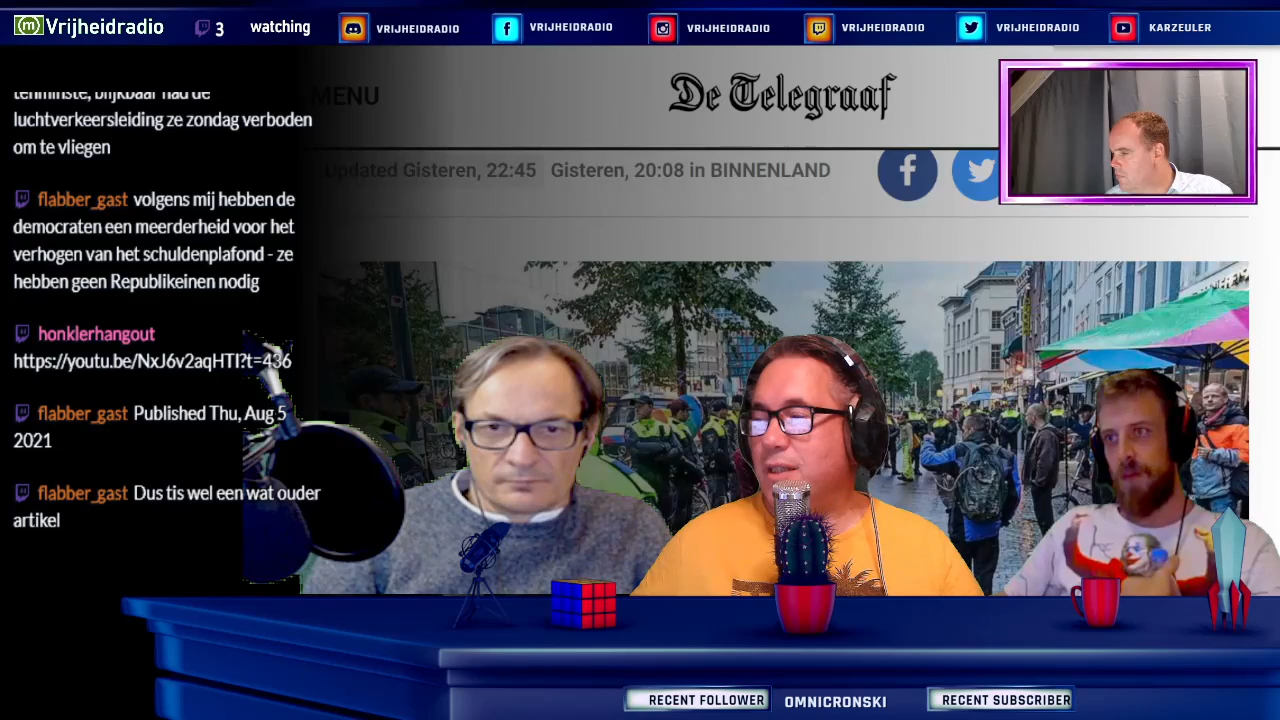 Vrijheidradio
3
watching
VRIJHEIDRADIO
VRIJHEIDRADIO
VRIJHEIDRADIO
VRIJHEIDRADIO
VRIJHEIDRADIO
KARZEULER
MENU
De Telegraaf
Updated Gisteren, 22:45 Gisteren, 20:08 in BINNENLAND
tenminste, blijkbaar had de
luchtverkeersleiding ze zondag verboden
om te vliegen
flabber_gast volgens mij hebben de
democraten een meerderheid voor het
verhogen van het schuldenplafond - ze
hebben geen Republikeinen nodig
honklerhangout
https://youtu.be/NxJ6v2aqHTI?t=436
flabber_gast Published Thu, Aug 5
2021
flabber_gast Dus tis wel een wat ouder
artikel
RECENT FOLLOWER OMNICRONSKI RECENT SUBSCRIBER